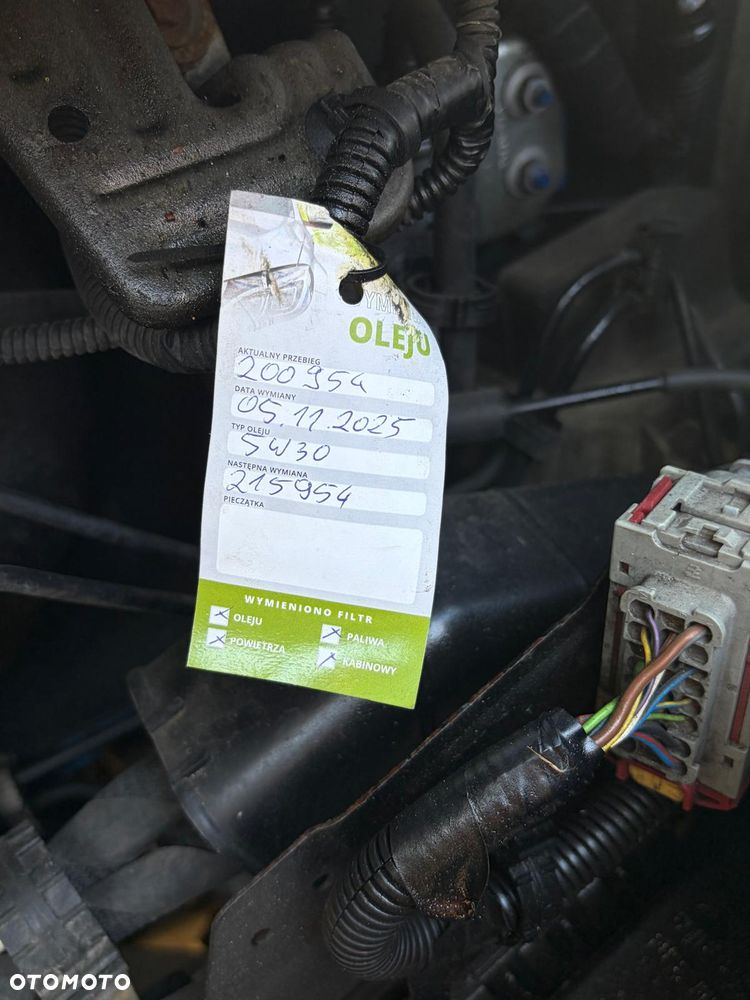 OLEJU
AKTUALNY PRZEBIEG
200954
DATA WYMIANY
05.11.2025
TYP OLEJU
5W30
NASTĘPNA WYMIANA
215954
PIECZĄTKA
WYMIENIONO FILTR
OLEJU
PALIWA
POWIETRZA
KABINOWY
OTOMOTO